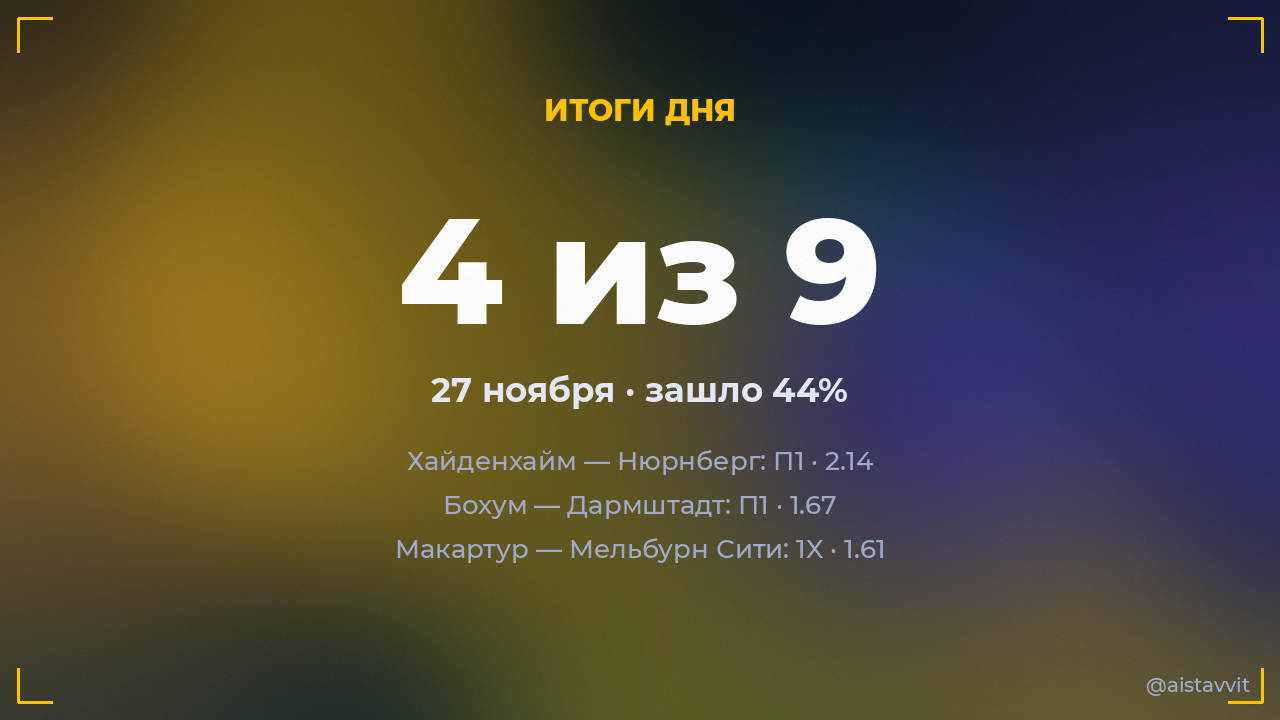 ИТОГИ ДНЯ
4 из 9
27 ноября · зашло 44%
Хайденхайм — Нюрнберг: П1 · 2.14
Бохум — Дармштадт: П1 · 1.67
Макартур — Мельбурн Сити: 1X · 1.61
@aistavvit